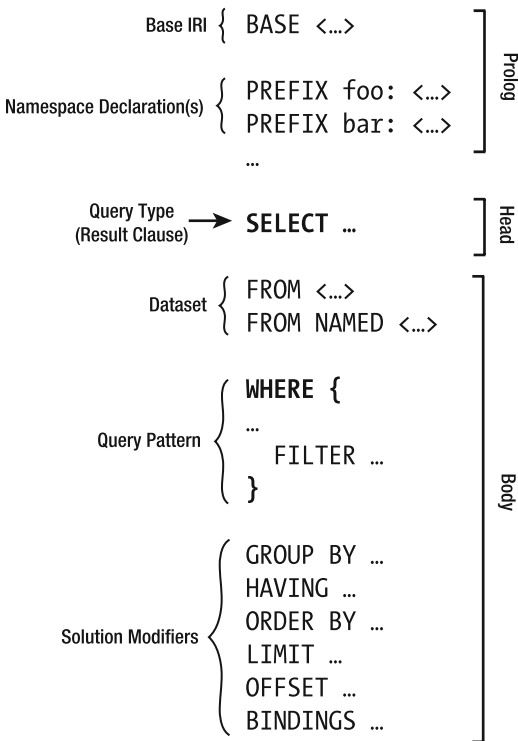 Base IRI { BASE <…>
Prolog
Namespace Declaration(s) { PREFIX foo: <…>
PREFIX bar: <…>
…
Query Type
(Result Clause)
SELECT …
Head
Dataset { FROM <…>
FROM NAMED <…>
Query Pattern
WHERE {
…
FILTER …
}
Body
Solution Modifiers
GROUP BY …
HAVING …
ORDER BY …
LIMIT …
OFFSET …
BINDINGS …